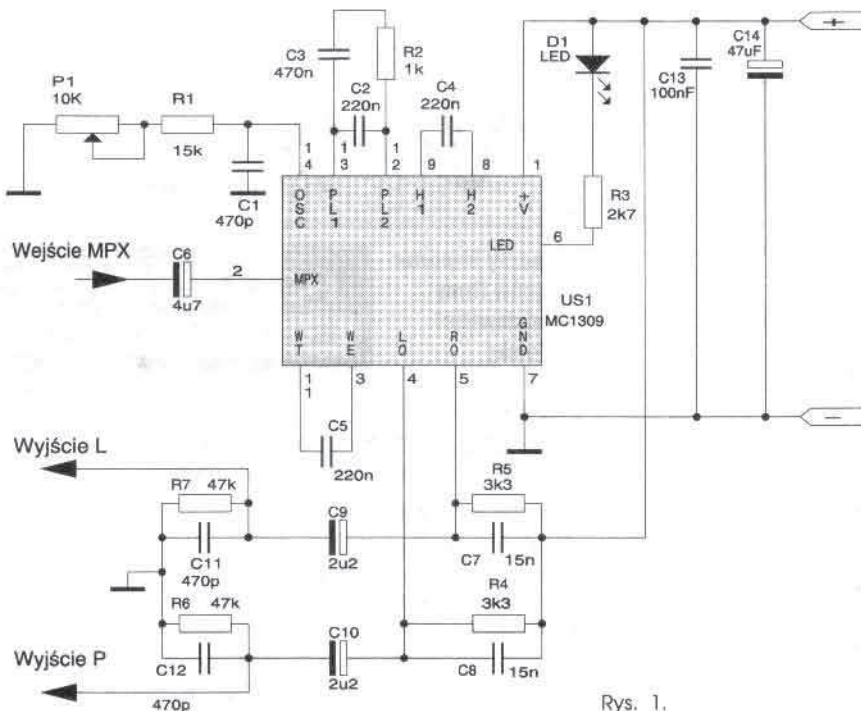 +
C14
47uF
D1
LED
C3
470n
R2
1k
C13
100nF
C2
220n
C4
220n
P1
10K
R1
15k
C1
470p
1 4
1 3
1 2
9
8
1
OSC
PL1
PL2
H1
H2
+V
R3
2k7
LED
6
Wejście MPX
C6
4u7
2
MPX
US1
MC1309
WT
WE
LO
RO
GND
1 1
3
4
5
7
−
C5
220n
Wyjście L
R7 47k
R5
3k3
C9
2u2
C7
15n
C11
470p
R6 47k
R4
3k3
C10
2u2
C8
15n
C12
470p
Wyjście P
Rys. 1.